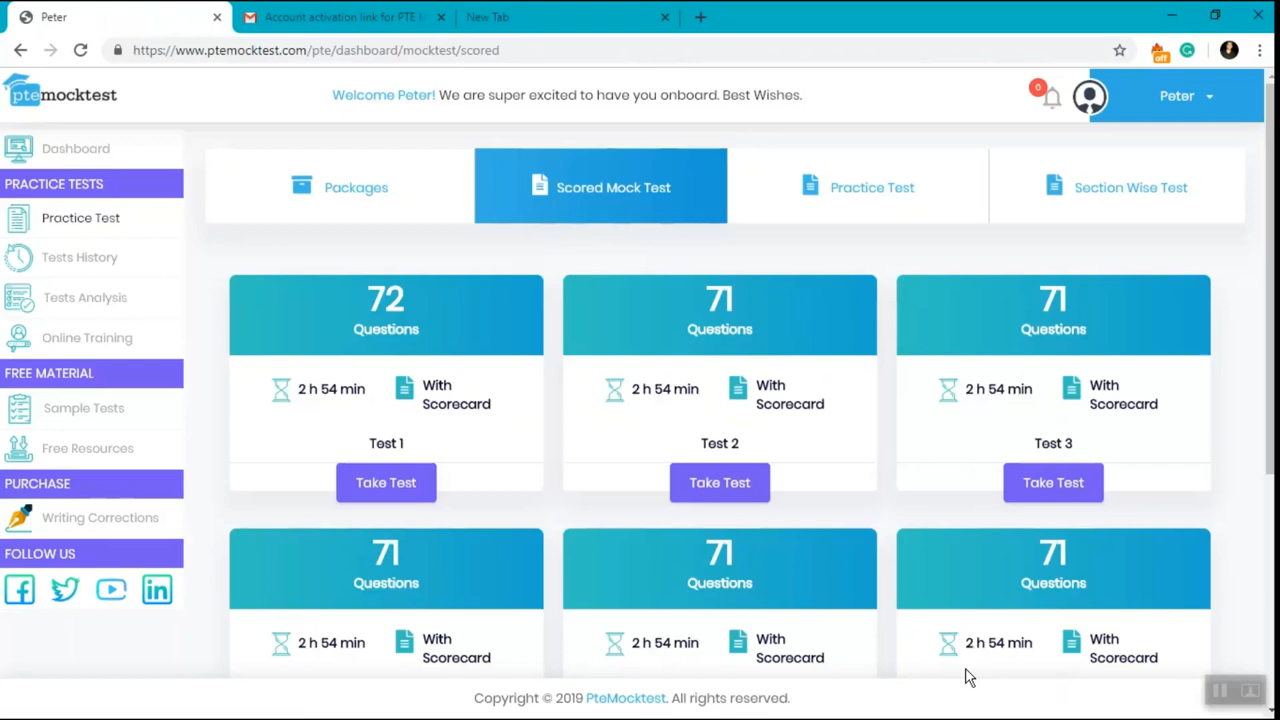 Peter
Account activation link for PTE
New Tab
https://www.ptemocktest.com/pte/dashboard/mocktest/scored
off
ptemocktest
Welcome Peter! We are super excited to have you onboard. Best Wishes.
0
Peter
Dashboard
PRACTICE TESTS
Practice Test
Tests History
Tests Analysis
Online Training
FREE MATERIAL
Sample Tests
Free Resources
PURCHASE
Writing Corrections
FOLLOW US
Packages
Scored Mock Test
Practice Test
Section Wise Test
72
Questions
2 h 54 min
With
Scorecard
Test 1
Take Test
71
Questions
2 h 54 min
With
Scorecard
Test 2
Take Test
71
Questions
2 h 54 min
With
Scorecard
Test 3
Take Test
71
Questions
2 h 54 min
With
Scorecard
71
Questions
2 h 54 min
With
Scorecard
71
Questions
2 h 54 min
With
Scorecard
Copyright © 2019 PteMocktest. All rights reserved.